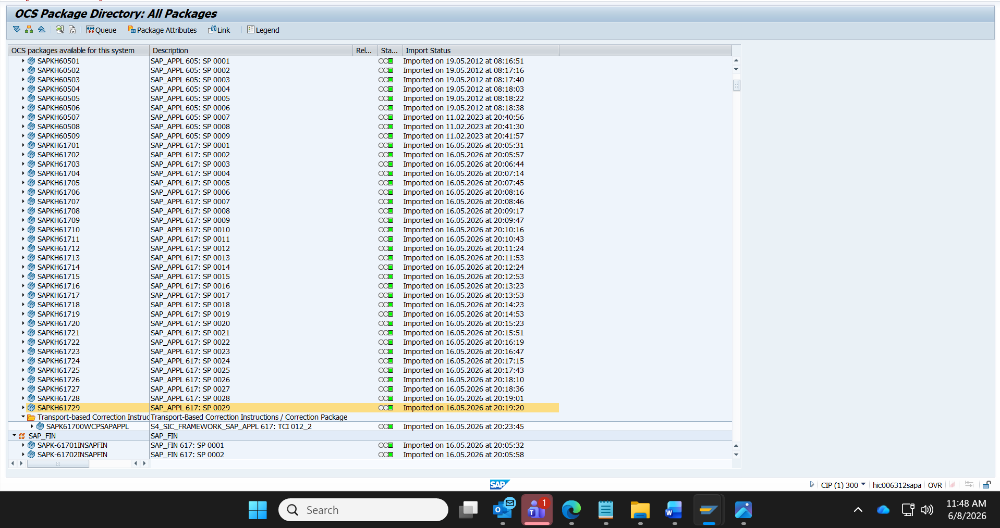 OCS Package Directory: All Packages
Queue Package Attributes Link Legend
OCS packages available for this system Description Rel... Sta... Import Status
SAPKH60501 SAP_APPL 605: SP 0001 Imported on 19.05.2012 at 08:16:51
SAPKH60502 SAP_APPL 605: SP 0002 Imported on 19.05.2012 at 08:17:16
SAPKH60503 SAP_APPL 605: SP 0003 Imported on 19.05.2012 at 08:17:40
SAPKH60504 SAP_APPL 605: SP 0004 Imported on 19.05.2012 at 08:18:03
SAPKH60505 SAP_APPL 605: SP 0005 Imported on 19.05.2012 at 08:18:22
SAPKH60506 SAP_APPL 605: SP 0006 Imported on 19.05.2012 at 08:18:38
SAPKH60507 SAP_APPL 605: SP 0007 Imported on 11.02.2023 at 20:40:56
SAPKH60508 SAP_APPL 605: SP 0008 Imported on 11.02.2023 at 20:41:30
SAPKH60509 SAP_APPL 605: SP 0009 Imported on 11.02.2023 at 20:41:57
SAPKH61701 SAP_APPL 617: SP 0001 Imported on 16.05.2026 at 20:05:31
SAPKH61702 SAP_APPL 617: SP 0002 Imported on 16.05.2026 at 20:05:57
SAPKH61703 SAP_APPL 617: SP 0003 Imported on 16.05.2026 at 20:06:44
SAPKH61704 SAP_APPL 617: SP 0004 Imported on 16.05.2026 at 20:07:14
SAPKH61705 SAP_APPL 617: SP 0005 Imported on 16.05.2026 at 20:07:45
SAPKH61706 SAP_APPL 617: SP 0006 Imported on 16.05.2026 at 20:08:16
SAPKH61707 SAP_APPL 617: SP 0007 Imported on 16.05.2026 at 20:08:46
SAPKH61708 SAP_APPL 617: SP 0008 Imported on 16.05.2026 at 20:09:17
SAPKH61709 SAP_APPL 617: SP 0009 Imported on 16.05.2026 at 20:09:47
SAPKH61710 SAP_APPL 617: SP 0010 Imported on 16.05.2026 at 20:10:16
SAPKH61711 SAP_APPL 617: SP 0011 Imported on 16.05.2026 at 20:10:43
SAPKH61712 SAP_APPL 617: SP 0012 Imported on 16.05.2026 at 20:11:24
SAPKH61713 SAP_APPL 617: SP 0013 Imported on 16.05.2026 at 20:11:53
SAPKH61714 SAP_APPL 617: SP 0014 Imported on 16.05.2026 at 20:12:24
SAPKH61715 SAP_APPL 617: SP 0015 Imported on 16.05.2026 at 20:12:53
SAPKH61716 SAP_APPL 617: SP 0016 Imported on 16.05.2026 at 20:13:23
SAPKH61717 SAP_APPL 617: SP 0017 Imported on 16.05.2026 at 20:13:53
SAPKH61718 SAP_APPL 617: SP 0018 Imported on 16.05.2026 at 20:14:23
SAPKH61719 SAP_APPL 617: SP 0019 Imported on 16.05.2026 at 20:14:53
SAPKH61720 SAP_APPL 617: SP 0020 Imported on 16.05.2026 at 20:15:23
SAPKH61721 SAP_APPL 617: SP 0021 Imported on 16.05.2026 at 20:15:51
SAPKH61722 SAP_APPL 617: SP 0022 Imported on 16.05.2026 at 20:16:19
SAPKH61723 SAP_APPL 617: SP 0023 Imported on 16.05.2026 at 20:16:47
SAPKH61724 SAP_APPL 617: SP 0024 Imported on 16.05.2026 at 20:17:15
SAPKH61725 SAP_APPL 617: SP 0025 Imported on 16.05.2026 at 20:17:43
SAPKH61726 SAP_APPL 617: SP 0026 Imported on 16.05.2026 at 20:18:10
SAPKH61727 SAP_APPL 617: SP 0027 Imported on 16.05.2026 at 20:18:36
SAPKH61728 SAP_APPL 617: SP 0028 Imported on 16.05.2026 at 20:19:01
SAPKH61729 SAP_APPL 617: SP 0029 Imported on 16.05.2026 at 20:19:20
Transport-based Correction Instruc Transport-Based Correction Instructions / Correction Package
SAPK61700WCPSAPAPPL S4_SIC_FRAMEWORK_SAP_APPL 617: TCI 012_2 Imported on 16.05.2026 at 20:23:45
SAP_FIN SAP_FIN
SAPK-61701INSAPFIN SAP_FIN 617: SP 0001 Imported on 16.05.2026 at 20:05:32
SAPK-61702INSAPFIN SAP_FIN 617: SP 0002 Imported on 16.05.2026 at 20:05:58
SAP CIP (1) 300 hic006312sapa OVR
Search 1 11:48 AM
6/8/2026